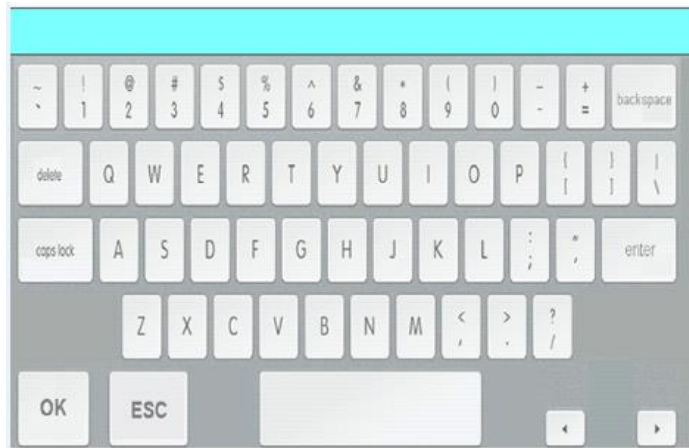 ~ ! @ # $ % ^ & * ( ) _ +
` 1 2 3 4 5 6 7 8 9 0 - = backspace
delete Q W E R T Y U I O P { } |
[ ] \
caps lock A S D F G H J K L : " enter
; '
Z X C V B N M < > ?
, . /
OK ESC